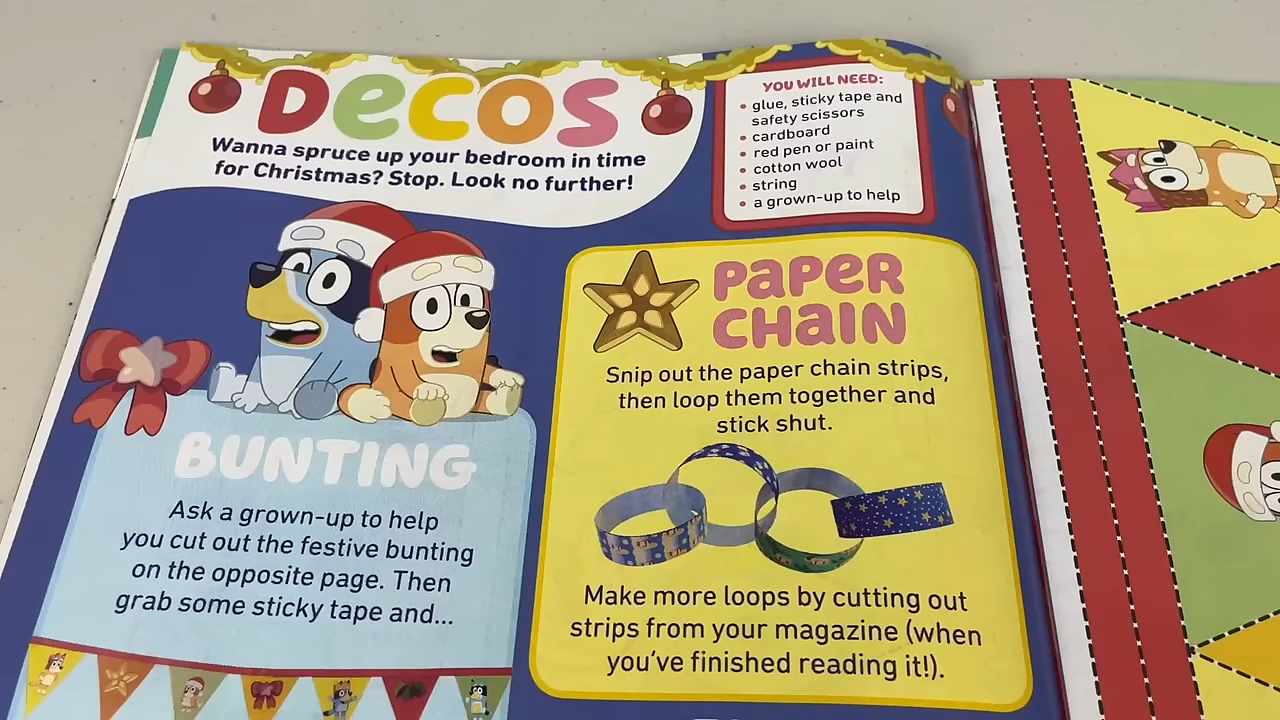 DeCOS
Wanna spruce up your bedroom in time
for Christmas? Stop. Look no further!
YOU WILL NEED:
• glue, sticky tape and
safety scissors
• cardboard
• red pen or paint
• cotton wool
• string
• a grown-up to help
BUNTING
Ask a grown-up to help
you cut out the festive bunting
on the opposite page. Then
grab some sticky tape and...
PaPeR
CHaIN
Snip out the paper chain strips,
then loop them together and
stick shut.
Make more loops by cutting out
strips from your magazine (when
you've finished reading it!).